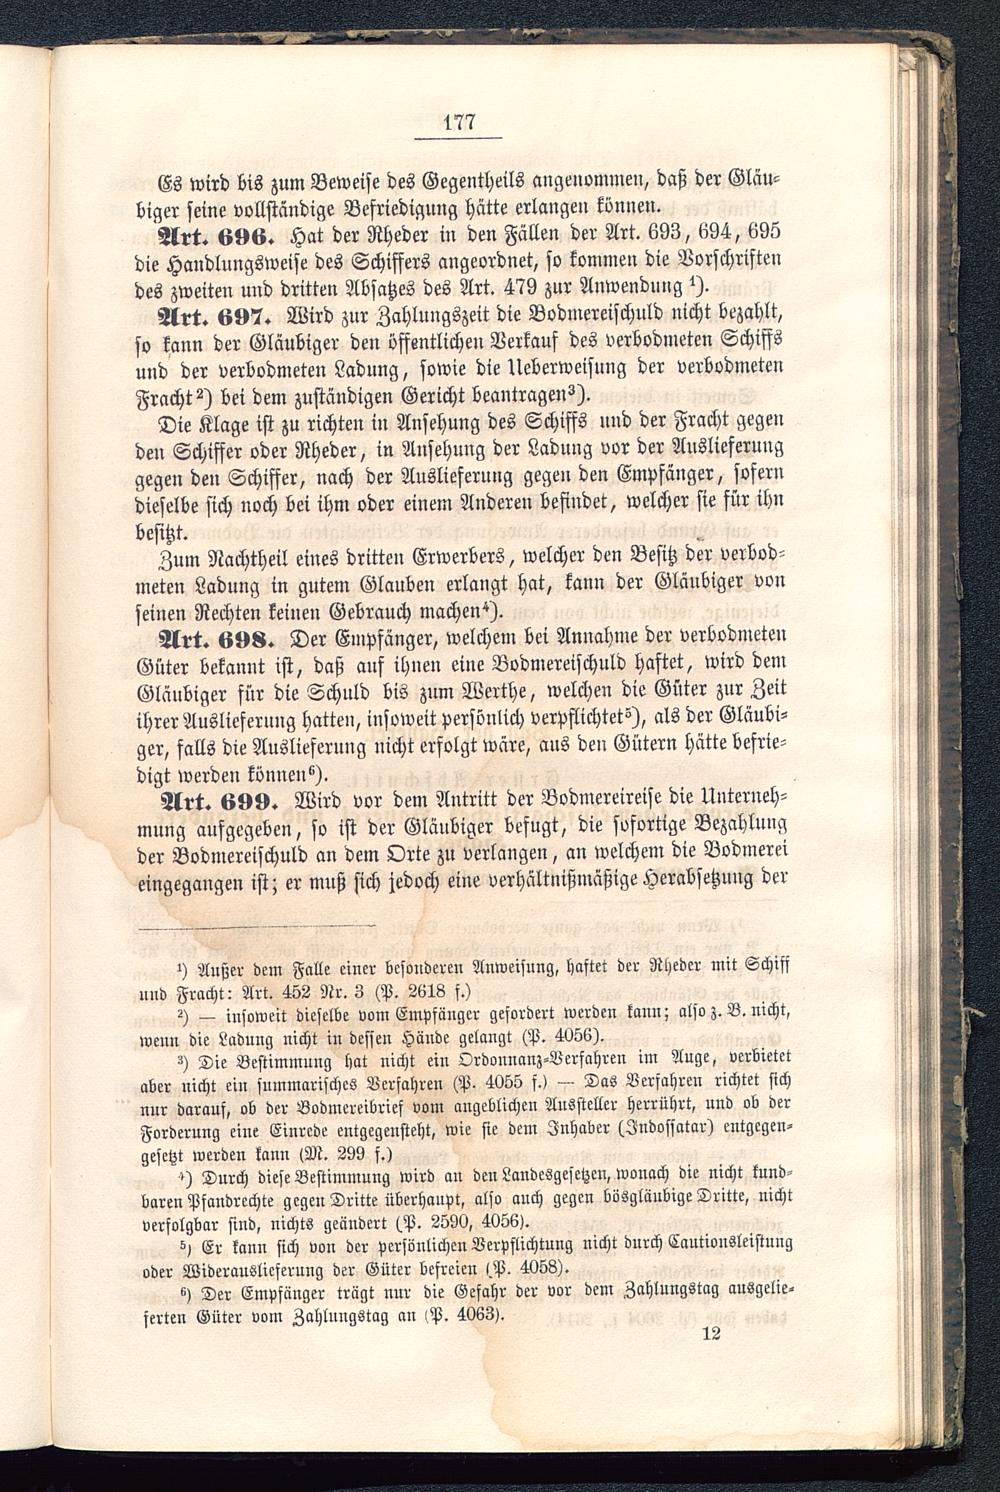 177
Es wird bis zum Beweise des Gegentheils angenommen, daß der Gläu-
biger seine vollständige Befriedigung hätte erlangen können.
Art. 696. Hat der Rheder in den Fällen der Art. 693, 694, 695
die Handlungsweise des Schiffers angeordnet, so kommen die Vorschriften
des zweiten und dritten Absatzes des Art. 479 zur Anwendung ¹).
Art. 697. Wird zur Zahlungszeit die Bodmereischuld nicht bezahlt,
so kann der Gläubiger den öffentlichen Verkauf des verbodmeten Schiffs
und der verbodmeten Ladung, sowie die Ueberweisung der verbodmeten
Fracht²) bei dem zuständigen Gericht beantragen³).
Die Klage ist zu richten in Ansehung des Schiffs und der Fracht gegen
den Schiffer oder Rheder, in Ansehung der Ladung vor der Auslieferung
gegen den Schiffer, nach der Auslieferung gegen den Empfänger, sofern
dieselbe sich noch bei ihm oder einem Anderen befindet, welcher sie für ihn
besitzt.
Zum Nachtheil eines dritten Erwerbers, welcher den Besitz der verbod-
meten Ladung in gutem Glauben erlangt hat, kann der Gläubiger von
seinen Rechten keinen Gebrauch machen⁴).
Art. 698. Der Empfänger, welchem bei Annahme der verbodmeten
Güter bekannt ist, daß auf ihnen eine Bodmereischuld haftet, wird dem
Gläubiger für die Schuld bis zum Werthe, welchen die Güter zur Zeit
ihrer Auslieferung hatten, insoweit persönlich verpflichtet⁵), als der Gläubi-
ger, falls die Auslieferung nicht erfolgt wäre, aus den Gütern hätte befrie-
digt werden können⁶).
Art. 699. Wird vor dem Antritt der Bodmereireise die Unterneh-
mung aufgegeben, so ist der Gläubiger befugt, die sofortige Bezahlung
der Bodmereischuld an dem Orte zu verlangen, an welchem die Bodmerei
eingegangen ist; er muß sich jedoch eine verhältnißmäßige Herabsetzung der
¹) Außer dem Falle einer besonderen Anweisung, haftet der Rheder mit Schiff
und Fracht: Art. 452 Nr. 3 (P. 2618 f.)
²) — insoweit dieselbe vom Empfänger gefordert werden kann; also z. B. nicht,
wenn die Ladung nicht in dessen Hände gelangt (P. 4056).
³) Die Bestimmung hat nicht ein Ordonnanz-Verfahren im Auge, verbietet
aber nicht ein summarisches Verfahren (P. 4055 f.) — Das Verfahren richtet sich
nur darauf, ob der Bodmereibrief vom angeblichen Aussteller herrührt, und ob der
Forderung eine Einrede entgegensteht, wie sie dem Inhaber (Indossatar) entgegen-
gesetzt werden kann (M. 299 f.)
⁴) Durch diese Bestimmung wird an den Landesgesetzen, wonach die nicht kund-
baren Pfandrechte gegen Dritte überhaupt, also auch gegen bösgläubige Dritte, nicht
verfolgbar sind, nichts geändert (P. 2590, 4056).
⁵) Er kann sich von der persönlichen Verpflichtung nicht durch Cautionsleistung
oder Widerauslieferung der Güter befreien (P. 4058).
⁶) Der Empfänger trägt nur die Gefahr der vor dem Zahlungstag ausgelie-
ferten Güter vom Zahlungstag an (P. 4063).
12